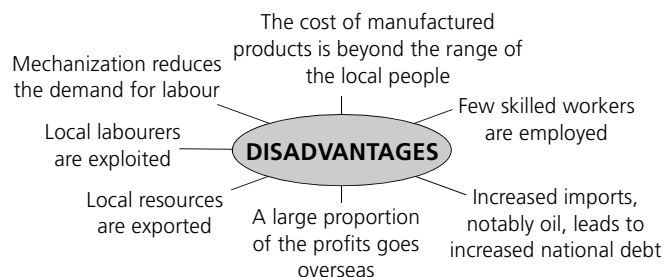 The cost of manufactured
products is beyond the range of
the local people
Mechanization reduces
the demand for labour
Few skilled workers
are employed
Local labourers
are exploited
DISADVANTAGES
Local resources
are exported
A large proportion
of the profits goes
overseas
Increased imports,
notably oil, leads to
increased national debt